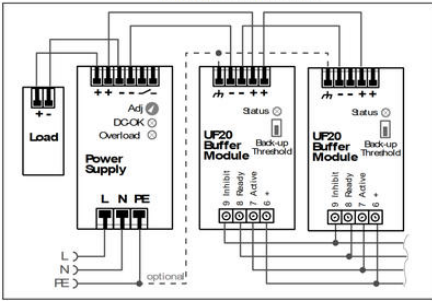 + + - -
- - + +
- - + +
+ -
Load
Adj
DC-OK
Overload
Power
Supply
L N PE
Status
UF20
Buffer
Module
Back-up
Threshold
9 Inhibit
8 Ready
7 Active
6 +
Status
UF20
Buffer
Module
Back-up
Threshold
9 Inhibit
8 Ready
7 Active
6 +
L
N
PE
optional